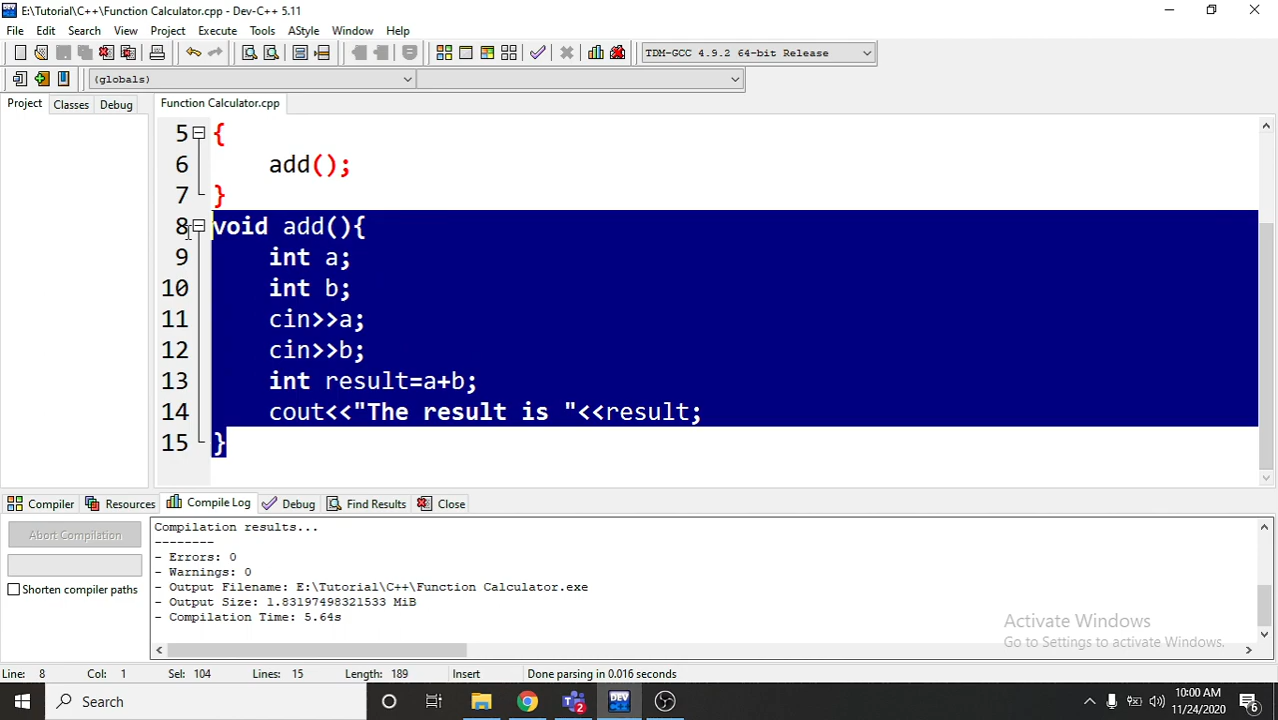 E:\Tutorial\C++\Function Calculator.cpp - Dev-C++ 5.11
File Edit Search View Project Execute Tools AStyle Window Help
TDM-GCC 4.9.2 64-bit Release
(globals)
Project Classes Debug
Function Calculator.cpp
5 {
6 add();
7 }
8 void add(){
9 int a;
10 int b;
11 cin>>a;
12 cin>>b;
13 int result=a+b;
14 cout<<"The result is "<<result;
15 }
Compiler Resources Compile Log Debug Find Results Close
Abort Compilation
Shorten compiler paths
Compilation results...
--------
- Errors: 0
- Warnings: 0
- Output Filename: E:\Tutorial\C++\Function Calculator.exe
- Output Size: 1.83197498321533 MiB
- Compilation Time: 5.64s
Activate Windows
Go to Settings to activate Windows.
Line: 8 Col: 1 Sel: 104 Lines: 15 Length: 189 Insert Done parsing in 0.016 seconds
Search
DEV
2
10:00 AM
11/24/2020
6